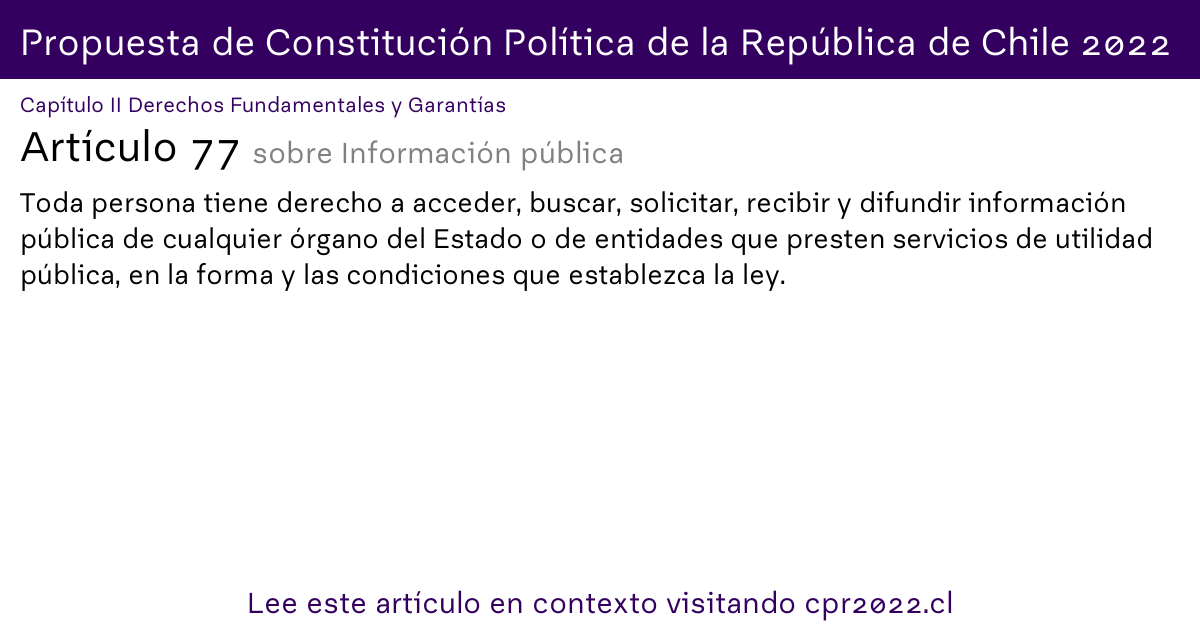 Propuesta de Constitución Política de la República de Chile 2022
Capítulo II Derechos Fundamentales y Garantías
Artículo 77 sobre Información pública
Toda persona tiene derecho a acceder, buscar, solicitar, recibir y difundir información
pública de cualquier órgano del Estado o de entidades que presten servicios de utilidad
pública, en la forma y las condiciones que establezca la ley.
Lee este artículo en contexto visitando cpr2022.cl